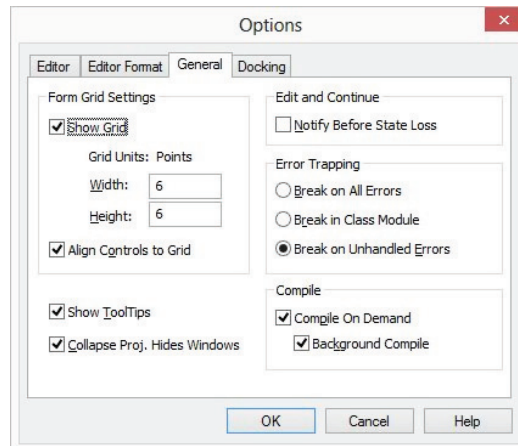 Options
Editor Editor Format General Docking
Form Grid Settings
Show Grid
Grid Units: Points
Width: 6
Height: 6
Align Controls to Grid
Show ToolTips
Collapse Proj. Hides Windows
Edit and Continue
Notify Before State Loss
Error Trapping
Break on All Errors
Break in Class Module
Break on Unhandled Errors
Compile
Compile On Demand
Background Compile
OK Cancel Help